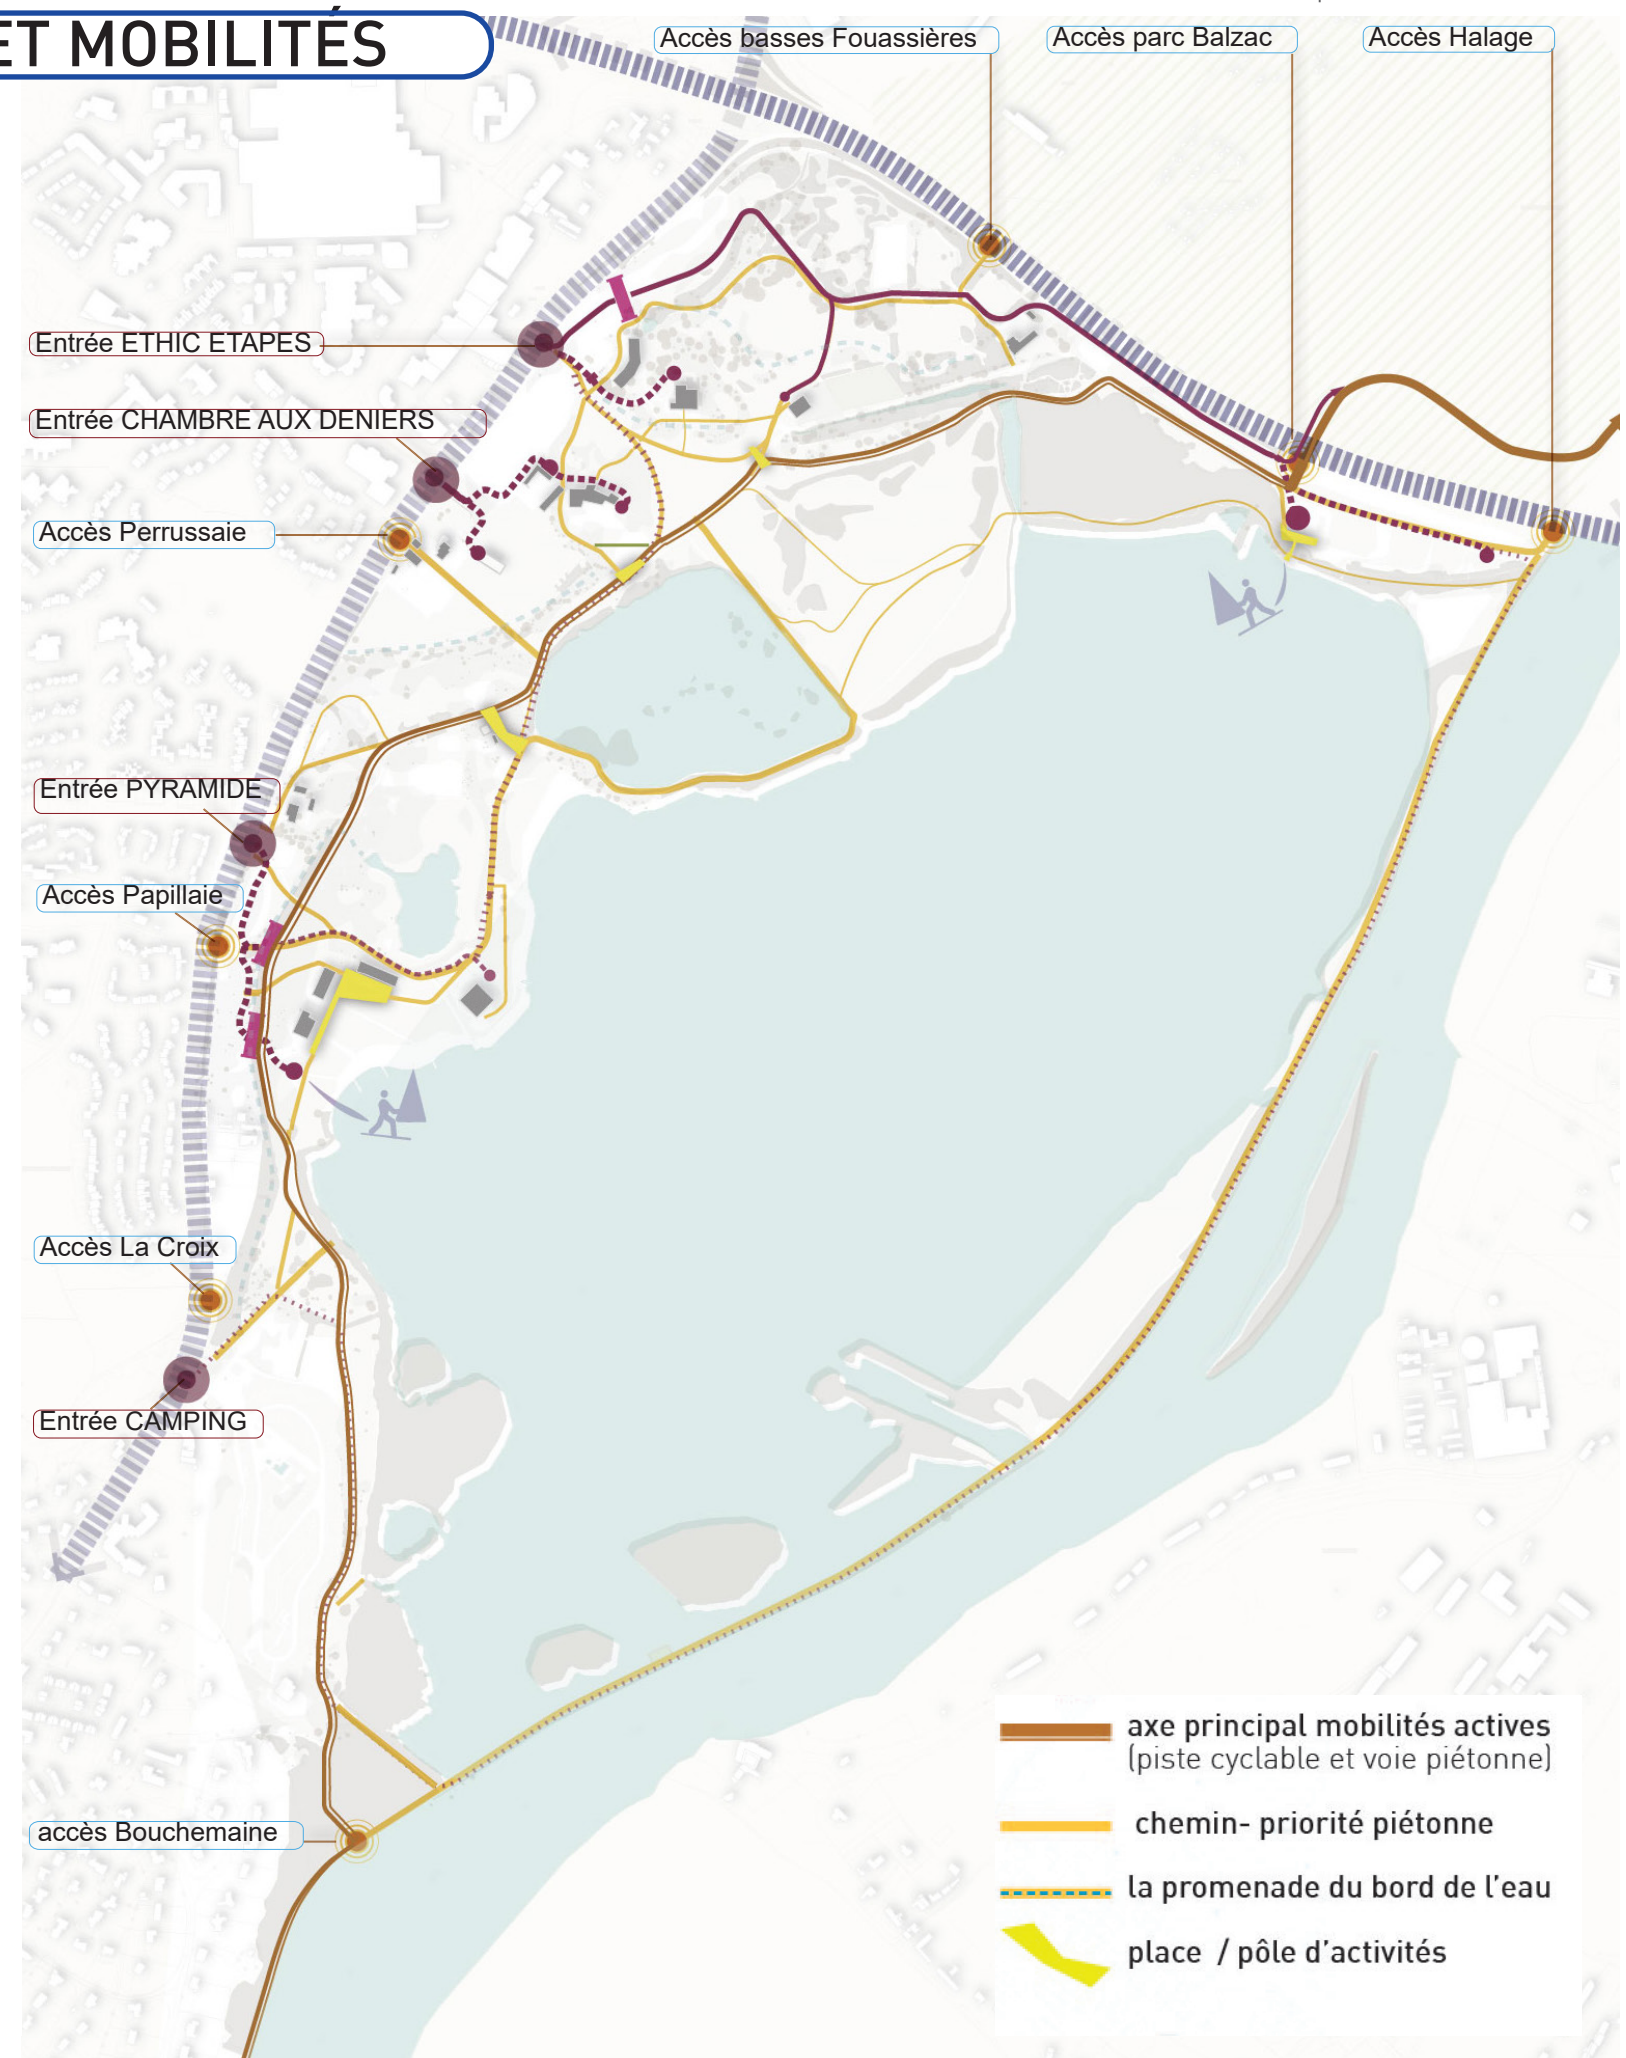 ET MOBILITÉS
Accès basses Fouassières
Accès parc Balzac
Accès Halage
Entrée ETHIC ETAPES
Entrée CHAMBRE AUX DENIERS
Accès Perrussaie
Entrée PYRAMIDE
Accès Papillaie
Accès La Croix
Entrée CAMPING
accès Bouchemaine
axe principal mobilités actives
(piste cyclable et voie piétonne)
chemin- priorité piétonne
la promenade du bord de l'eau
place / pôle d'activités